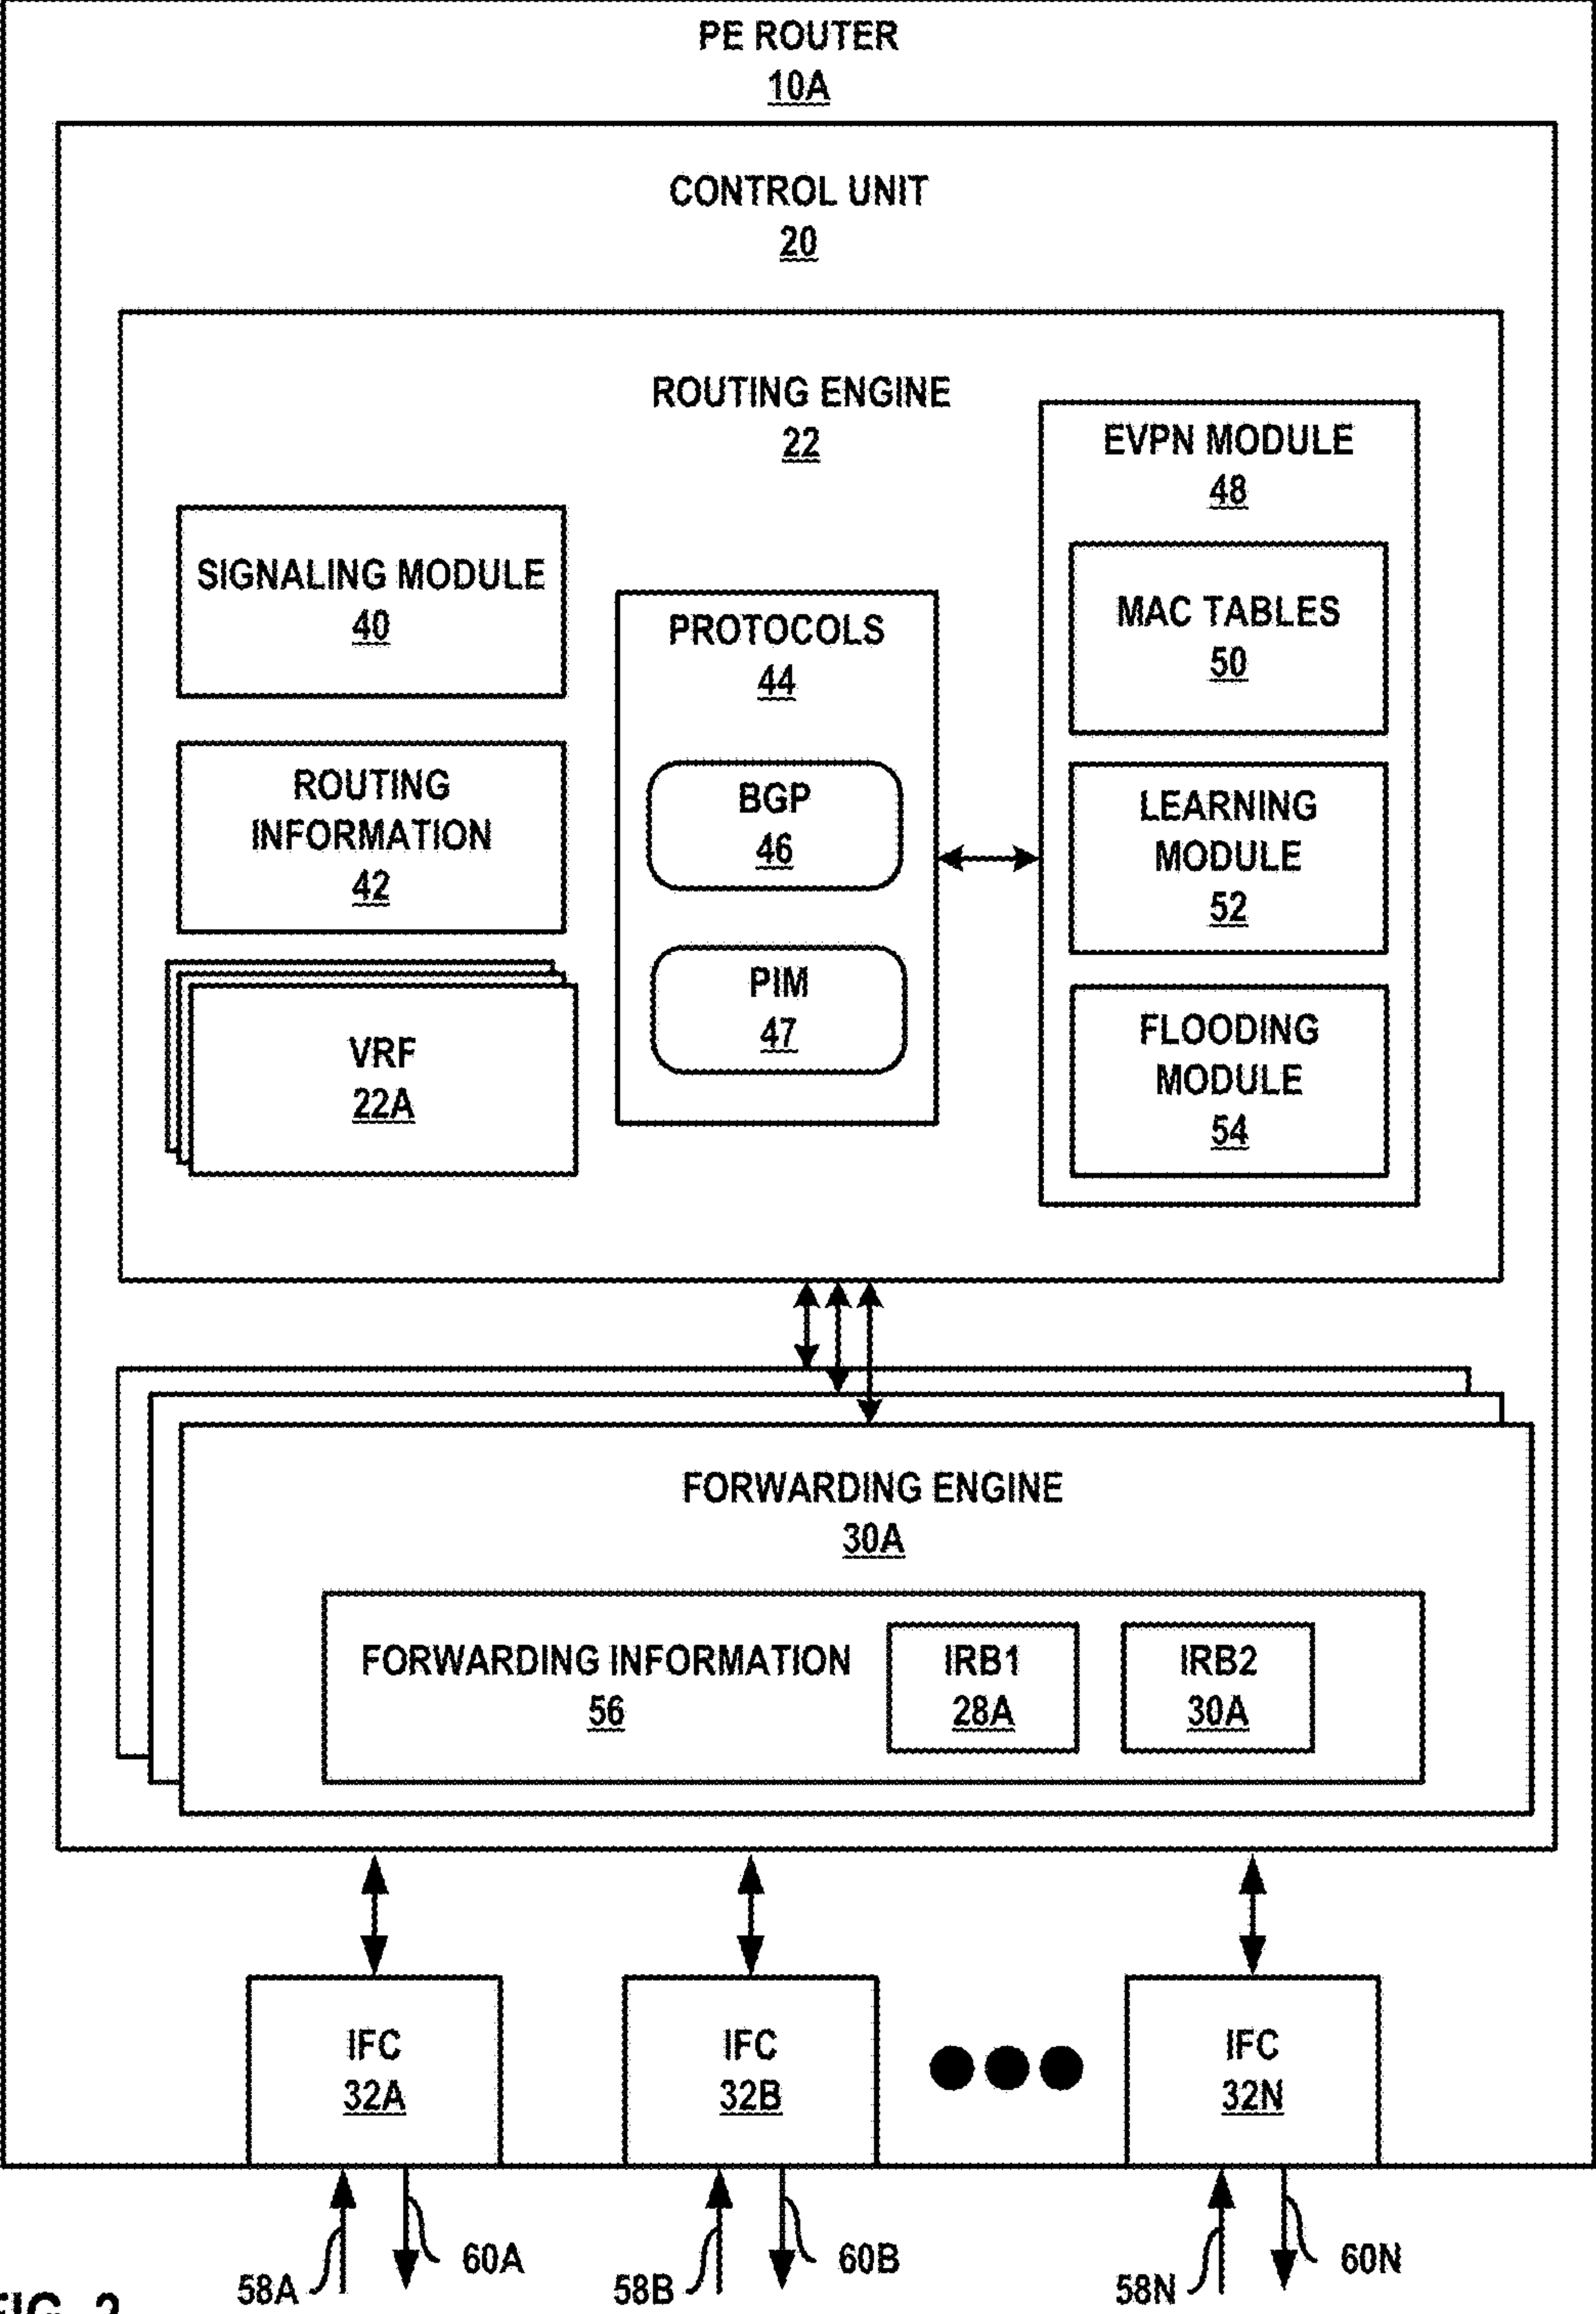 PE ROUTER
10A
CONTROL UNIT
20
ROUTING ENGINE
22
SIGNALING MODULE
40
ROUTING
INFORMATION
42
VRF
22A
PROTOCOLS
44
BGP
46
PIM
47
EVPN MODULE
48
MAC TABLES
50
LEARNING
MODULE
52
FLOODING
MODULE
54
FORWARDING ENGINE
30A
FORWARDING INFORMATION
56
IRB1
28A
IRB2
30A
IFC
32A
IFC
32B
IFC
32N
58A
60A
58B
60B
58N
60N